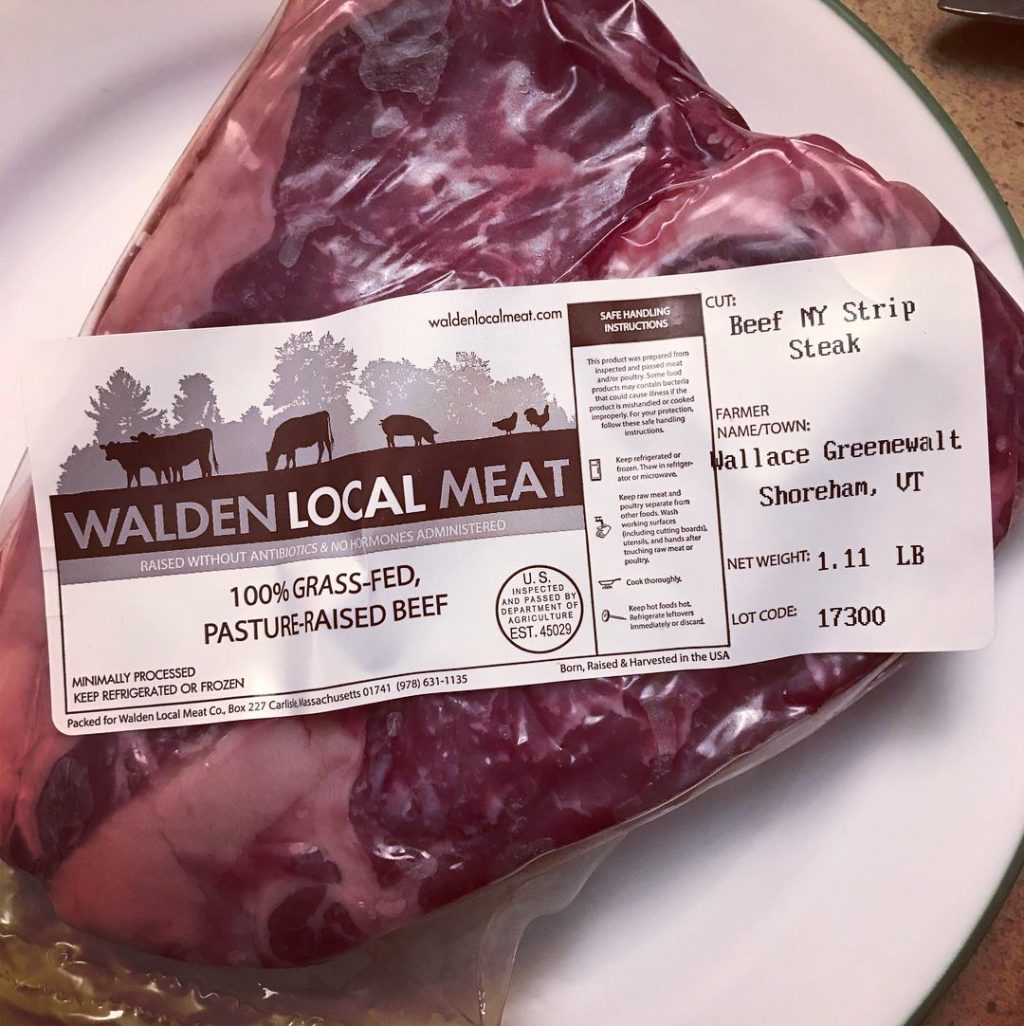 waldenlocalmeat.com
WALDEN LOCAL MEAT
RAISED WITHOUT ANTIBIOTICS & NO HORMONES ADMINISTERED
100% GRASS-FED,
PASTURE-RAISED BEEF
U.S.
INSPECTED
AND PASSED BY
DEPARTMENT OF
AGRICULTURE
EST. 45029
MINIMALLY PROCESSED
KEEP REFRIGERATED OR FROZEN
Packed for Walden Local Meat Co., Box 227 Carlisle, Massachusetts 01741 (978) 631-1135
Born, Raised & Harvested in the USA
SAFE HANDLING
INSTRUCTIONS
This product was prepared from
inspected and passed meat
and/or poultry. Some food
products may contain bacteria
that could cause illness if the
product is mishandled or cooked
improperly. For your protection,
follow these safe handling
instructions.
Keep refrigerated or
frozen. Thaw in refriger-
ator or microwave.
Keep raw meat and
poultry separate from
other foods. Wash
working surfaces
(including cutting boards),
utensils, and hands after
touching raw meat or
poultry.
Cook thoroughly.
Keep hot foods hot.
Refrigerate leftovers
immediately or discard.
CUT:
Beef NY Strip
Steak
FARMER
NAME/TOWN:
Wallace Greenewalt
Shoreham, VT
NET WEIGHT: 1.11 LB
LOT CODE: 17300